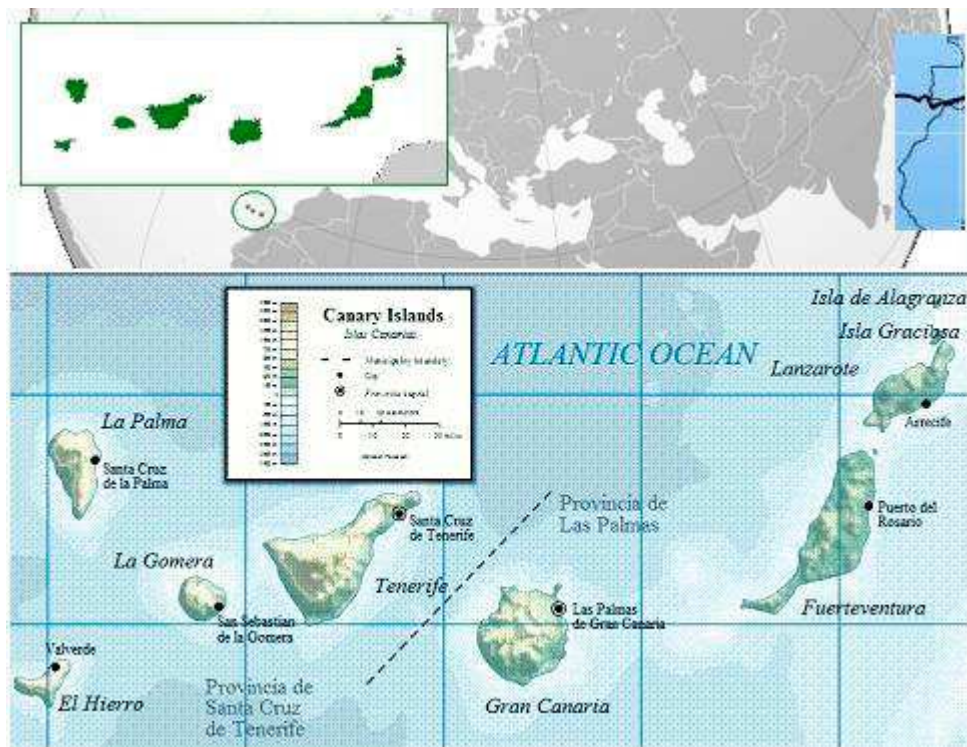 Canary Islands
Islas Canarias
ATLANTIC OCEAN
Isla de Alagranza
Isla Graciosa
Lanzarote
Arrecife
La Palma
Santa Cruz
de la Palma
Provincia de
Las Palmas
Puerto del
Rosario
Santa Cruz
de Tenerife
La Gomera
Tenerife
Fuerteventura
San Sebastian
de la Gomera
Las Palmas
de Gran Canaria
Valverde
El Hierro
Provincia de
Santa Cruz
de Tenerife
Gran Canaria